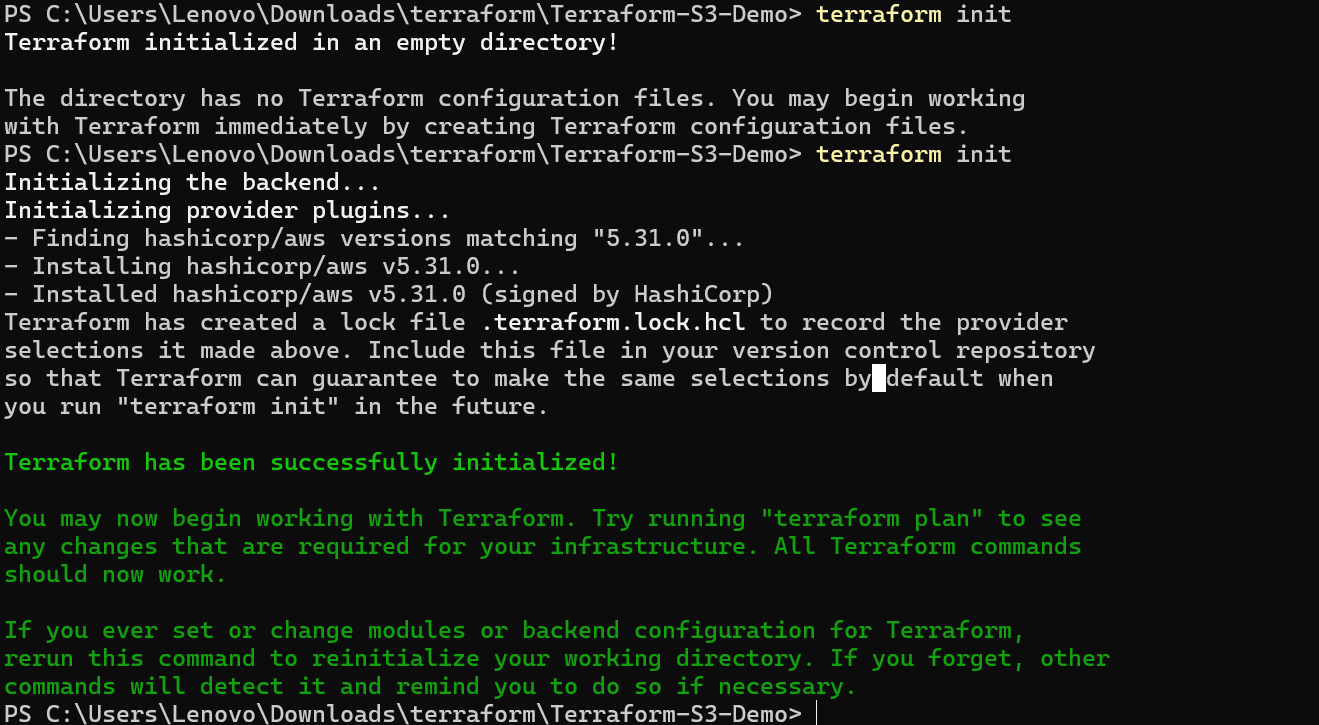 PS C:\Users\Lenovo\Downloads\terraform\Terraform-S3-Demo> terraform init
Terraform initialized in an empty directory!
The directory has no Terraform configuration files. You may begin working
with Terraform immediately by creating Terraform configuration files.
PS C:\Users\Lenovo\Downloads\terraform\Terraform-S3-Demo> terraform init
Initializing the backend...
Initializing provider plugins...
- Finding hashicorp/aws versions matching "5.31.0"...
- Installing hashicorp/aws v5.31.0...
- Installed hashicorp/aws v5.31.0 (signed by HashiCorp)
Terraform has created a lock file .terraform.lock.hcl to record the provider
selections it made above. Include this file in your version control repository
so that Terraform can guarantee to make the same selections by default when
you run "terraform init" in the future.
Terraform has been successfully initialized!
You may now begin working with Terraform. Try running "terraform plan" to see
any changes that are required for your infrastructure. All Terraform commands
should now work.
If you ever set or change modules or backend configuration for Terraform,
rerun this command to reinitialize your working directory. If you forget, other
commands will detect it and remind you to do so if necessary.
PS C:\Users\Lenovo\Downloads\terraform\Terraform-S3-Demo>